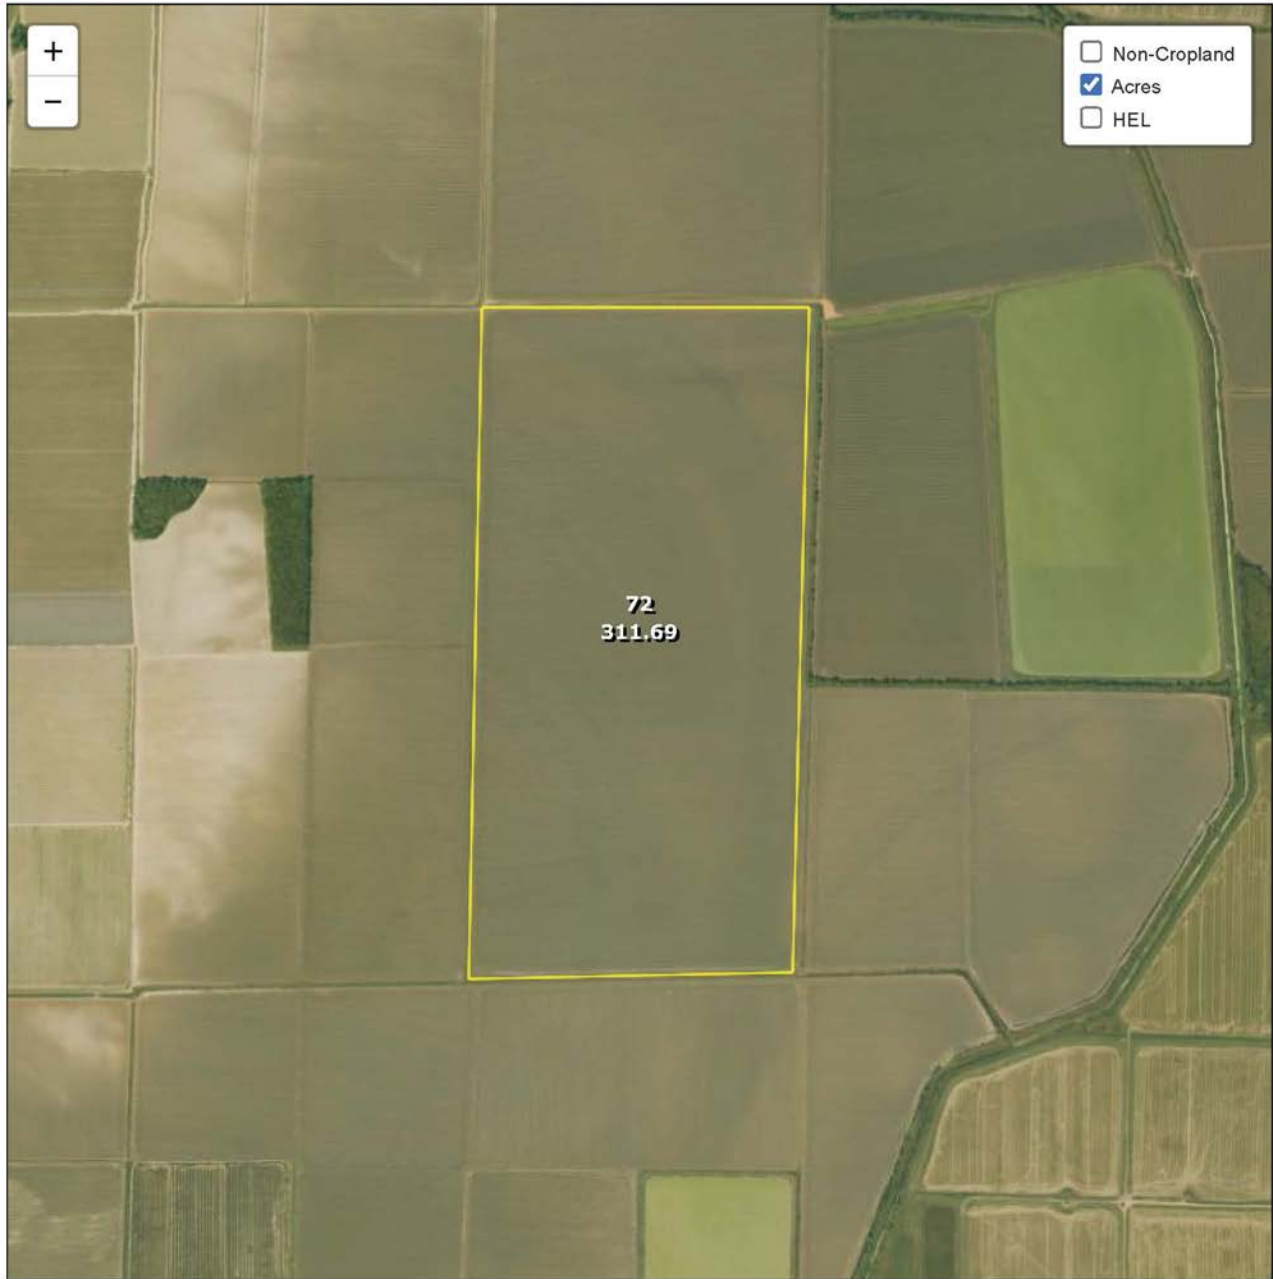 +
−
Non-Cropland
Acres
HEL
72
311.69